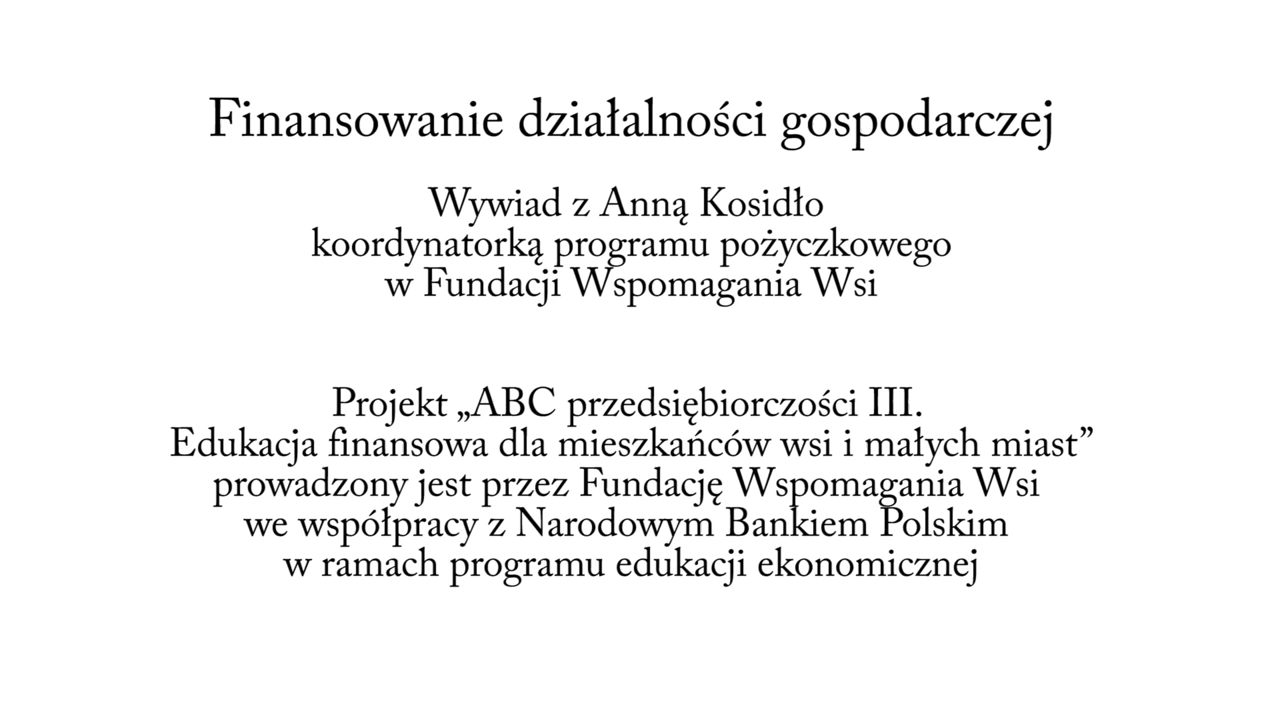 Finansowanie działalności gospodarczej
Wywiad z Anną Kosidło
koordynatorką programu pożyczkowego
w Fundacji Wspomagania Wsi
Projekt „ABC przedsiębiorczości III.
Edukacja finansowa dla mieszkańców wsi i małych miast”
prowadzony jest przez Fundację Wspomagania Wsi
we współpracy z Narodowym Bankiem Polskim
w ramach programu edukacji ekonomicznej